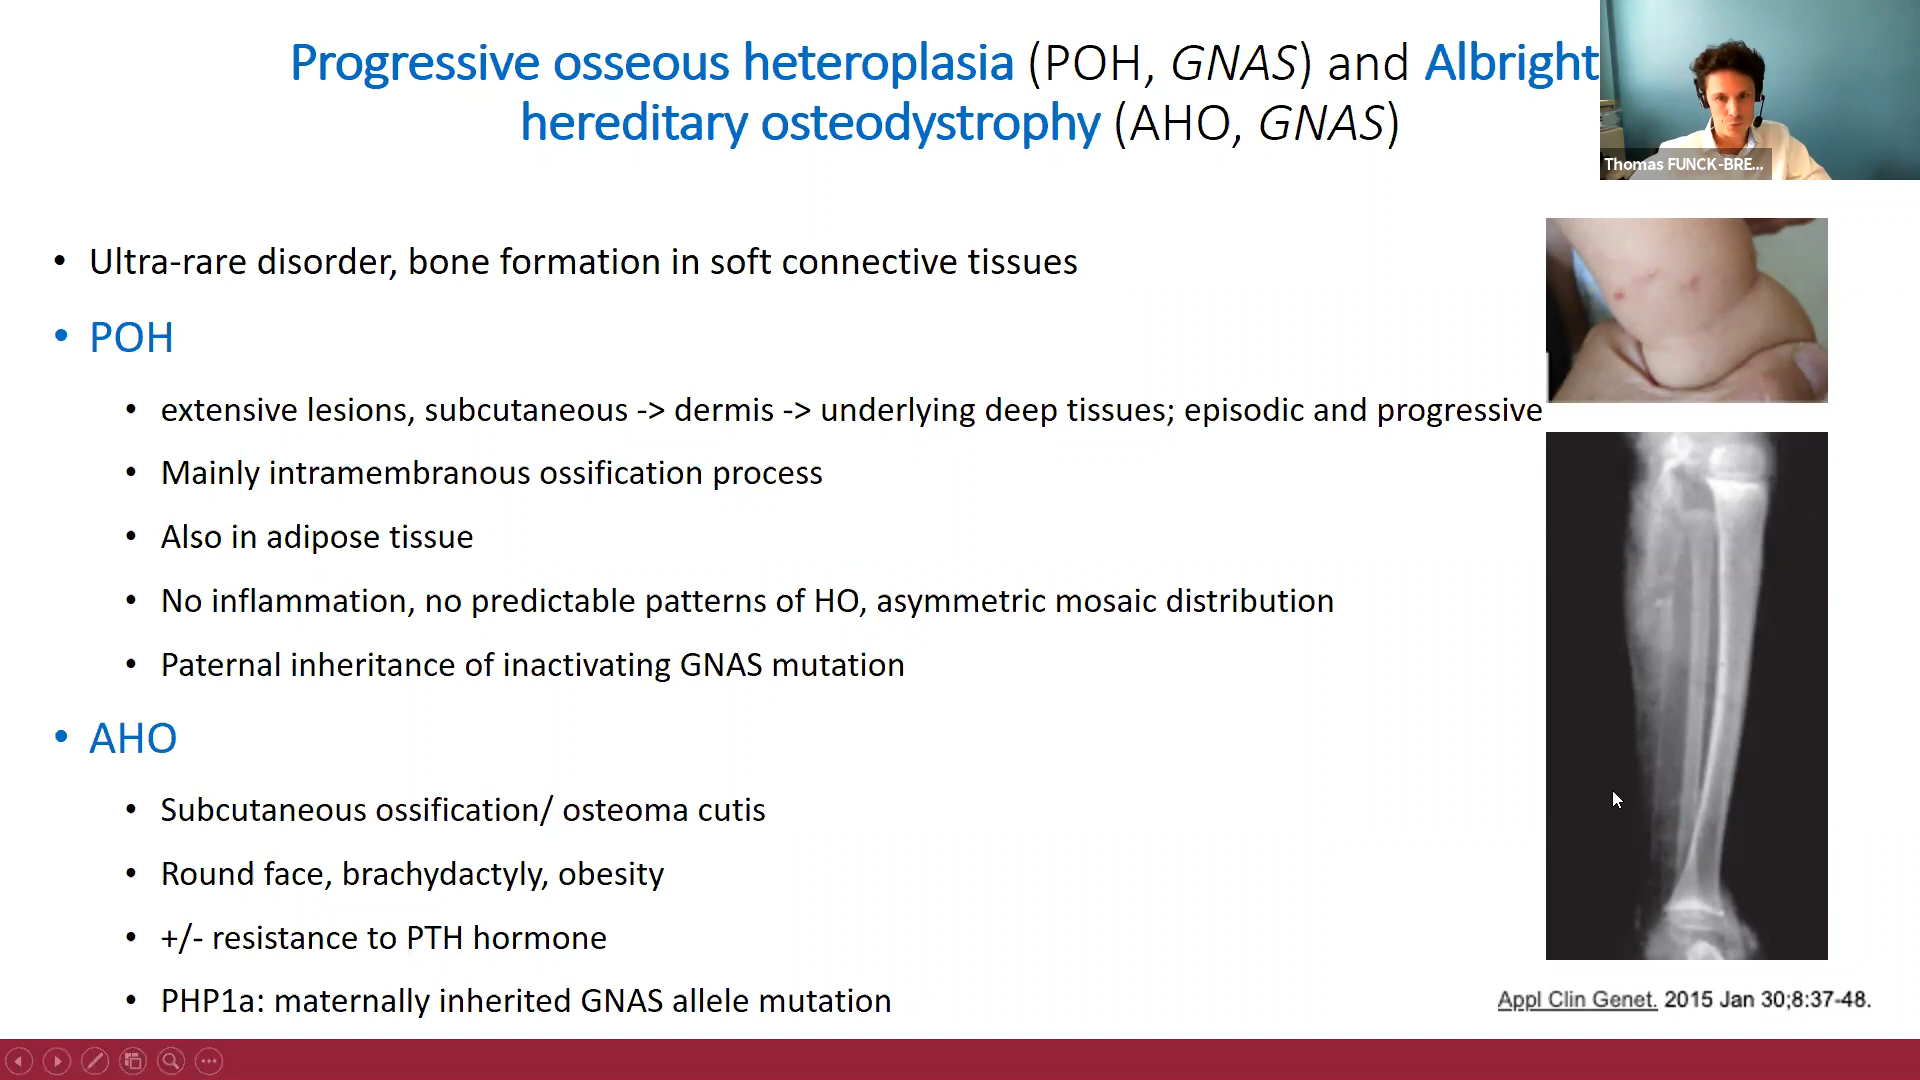 Progressive osseous heteroplasia (POH, GNAS) and Albright
hereditary osteodystrophy (AHO, GNAS)
Thomas FUNCK-BRE...
• Ultra-rare disorder, bone formation in soft connective tissues
• POH
• extensive lesions, subcutaneous -> dermis -> underlying deep tissues; episodic and progressive
• Mainly intramembranous ossification process
• Also in adipose tissue
• No inflammation, no predictable patterns of HO, asymmetric mosaic distribution
• Paternal inheritance of inactivating GNAS mutation
• AHO
• Subcutaneous ossification/ osteoma cutis
• Round face, brachydactyly, obesity
• +/- resistance to PTH hormone
• PHP1a: maternally inherited GNAS allele mutation
Appl Clin Genet. 2015 Jan 30;8:37-48.